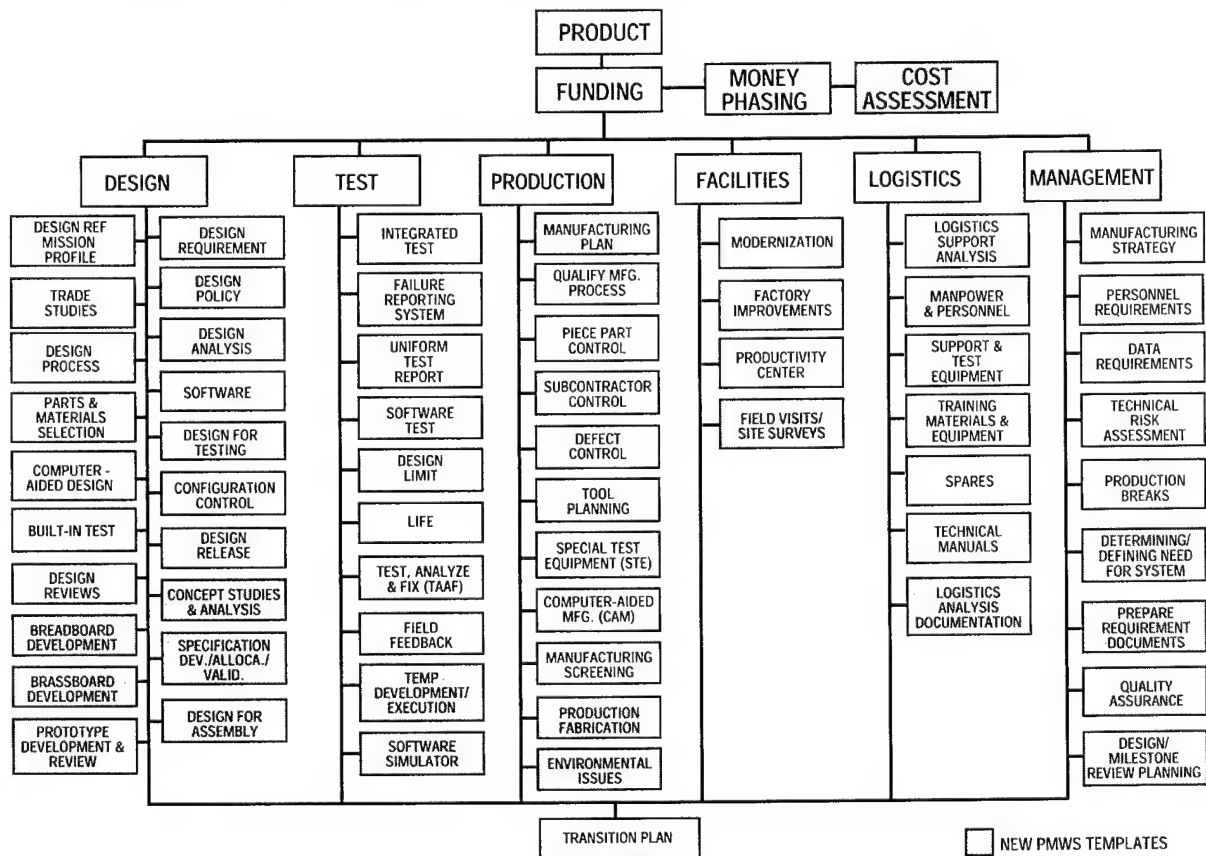 PRODUCT
FUNDING
MONEY
PHASING
COST
ASSESSMENT
DESIGN
TEST
PRODUCTION
FACILITIES
LOGISTICS
MANAGEMENT
DESIGN REF
MISSION
PROFILE
TRADE
STUDIES
DESIGN
PROCESS
PARTS &
MATERIALS
SELECTION
COMPUTER -
AIDED DESIGN
BUILT-IN TEST
DESIGN
REVIEWS
BREADBOARD
DEVELOPMENT
BRASSBOARD
DEVELOPMENT
PROTOTYPE
DEVELOPMENT &
REVIEW
DESIGN
REQUIREMENT
DESIGN
POLICY
DESIGN
ANALYSIS
SOFTWARE
DESIGN FOR
TESTING
CONFIGURATION
CONTROL
DESIGN
RELEASE
CONCEPT STUDIES
& ANALYSIS
SPECIFICATION
DEV./ALLOCA./
VALID.
DESIGN FOR
ASSEMBLY
INTEGRATED
TEST
FAILURE
REPORTING
SYSTEM
UNIFORM
TEST
REPORT
SOFTWARE
TEST
DESIGN
LIMIT
LIFE
TEST, ANALYZE
& FIX (TAAF)
FIELD
FEEDBACK
TEMP
DEVELOPMENT/
EXECUTION
SOFTWARE
SIMULATOR
MANUFACTURING
PLAN
QUALIFY MFG.
PROCESS
PIECE PART
CONTROL
SUBCONTRACTOR
CONTROL
DEFECT
CONTROL
TOOL
PLANNING
SPECIAL TEST
EQUIPMENT (STE)
COMPUTER-AIDED
MFG. (CAM)
MANUFACTURING
SCREENING
PRODUCTION
FABRICATION
ENVIRONMENTAL
ISSUES
MODERNIZATION
FACTORY
IMPROVEMENTS
PRODUCTIVITY
CENTER
FIELD VISITS/
SITE SURVEYS
LOGISTICS
SUPPORT
ANALYSIS
MANPOWER
& PERSONNEL
SUPPORT &
TEST
EQUIPMENT
TRAINING
MATERIALS &
EQUIPMENT
SPARES
TECHNICAL
MANUALS
LOGISTICS
ANALYSIS
DOCUMENTATION
MANUFACTURING
STRATEGY
PERSONNEL
REQUIREMENTS
DATA
REQUIREMENTS
TECHNICAL
RISK
ASSESSMENT
PRODUCTION
BREAKS
DETERMINING/
DEFINING NEED
FOR SYSTEM
PREPARE
REQUIREMENT
DOCUMENTS
QUALITY
ASSURANCE
DESIGN/
MILESTONE
REVIEW PLANNING
TRANSITION PLAN
NEW PMWS TEMPLATES